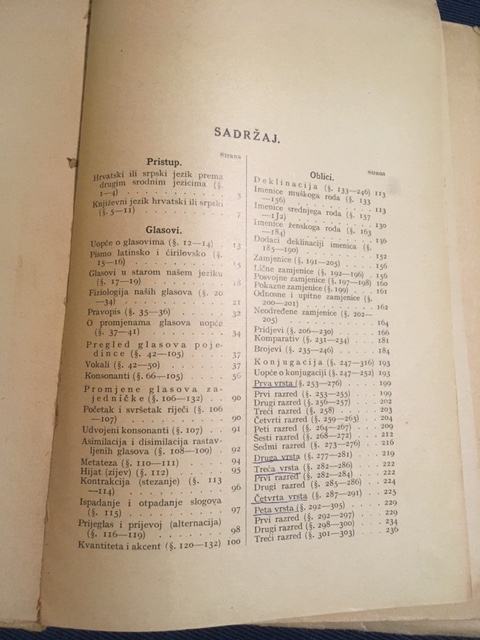 SADRŽAJ.
Strana
Pristup.
Hrvatski ili srpski jezik prema
drugim srodnim jezicima (§.
1—4) . . . . . . . . . 3
Književni jezik hrvatski ili srpski
(§. 5—11) . . . . . . . . 7
Glasovi.
Uopće o glasovima (§. 12—14) . 13
Pismo latinsko i ćirilovsko (§.
15—16) . . . . . . . . 15
Glasovi u starom našem jeziku
(§. 17—19) . . . . . . . 18
Fiziologija naših glasova (§. 20
—34) . . . . . . . . . 21
Pravopis (§. 35—36) . . . . 32
O promjenama glasova uopće
(§. 37—41) . . . . . . . 34
Pregled glasova poje-
dince (§. 42—105) . . . . 37
Vokali (§. 42—50) . . . . . 37
Konsonanti (§. 66—105) . . . 56
Promjene glasova za-
jedničke (§. 106—132) . . 90
Početak i svršetak riječi (§. 106
—107) . . . . . . . . . 90
Udvojeni konsonanti (§. 107) . 91
Asimilacija i disimilacija rastav-
ljenih glasova (§. 108—109) . 92
Metateza (§. 110—111) . . . 94
Hijat (zijev) (§. 112) . . . . 95
Kontrakcija (stezanje) (§. 113
—114) . . . . . . . . . 96
Ispadanje i otpadanje slogova
(§. 115) . . . . . . . . 97
Prijeglas i prijevoj (alternacija)
(§. 116—119) . . . . . . 98
Kvantiteta i akcent (§. 120—132) 100
Strana
Oblici.
Deklinacija (§. 133—246) 113
Imenice muškoga roda (§. 133
—156) . . . . . . . . . 113
Imenice srednjega roda (§. 157
—1)2) . . . . . . . . . 130
Imenice ženskoga roda (§. 163
—184) . . . . . . . . . 136
Dodaci deklinaciji imenica (§.
185—190) . . . . . . . 152
Zamjenice (§. 191—205) . . . 156
Lične zamjenice (§. 192—196) . 156
Posvojne zamjenice (§. 197—198) 160
Pokazne zamjenice (§. 199) . . 161
Odnosne i upitne zamjenice (§.
200—201) . . . . . . . 162
Neodređene zamjenice (§. 202—
205) . . . . . . . . . 164
Pridjevi (§. 206—230) . . . . 166
Komparativ (§. 231—234) . . 181
Brojevi (§. 235—246) . . . . 184
Konjugacija (§. 247—316) 193
Uopće o konjugaciji (§. 247—252) 193
Prva vrsta (§. 253—276) . . . 199
Prvi razred (§. 253—255) . . . 199
Drugi razred (§. 256—257) . . 202
Treći razred (§. 258) . . . . 203
Četvrti razred (§. 259—263) . . 204
Peti razred (§. 264—267) . . . 209
Šesti razred (§. 268—272) . . 212
Sedmi razred (§. 273—276) . . 216
Druga vrsta (§. 277—281) . . 219
Treća vrsta (§. 282—286) . . . 222
Prvi razred (§. 282—284) . . . 222
Drugi razred (§. 285—286) . . 224
Četvrta vrsta (§. 287—291) . . 225
Peta vrsta (§. 292—305) . . . 229
Prvi razred (§. 292—297) . . . 229
Drugi razred (§. 298—300) . . 234
Treći razred (§. 301—303) . . 236